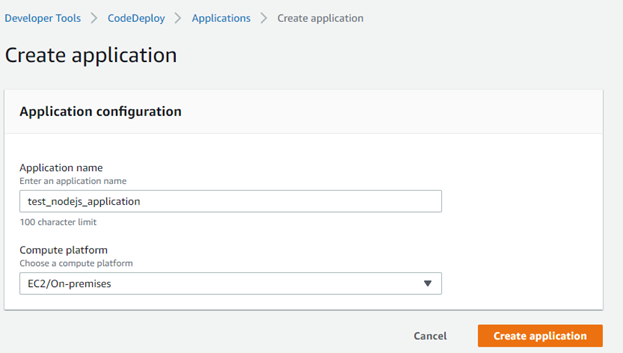 Developer Tools > CodeDeploy > Applications > Create application
Create application
Application configuration
Application name
Enter an application name
test_nodejs_application
100 character limit
Compute platform
Choose a compute platform
EC2/On-premises
Cancel Create application